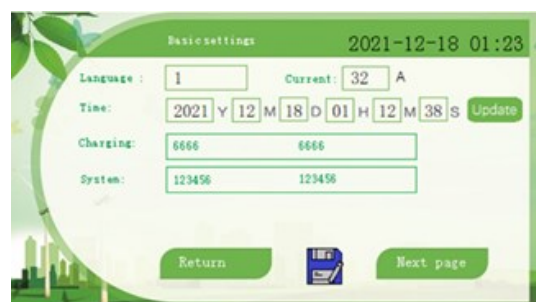 Basic settings 2021-12-18 01:23
Language : 1 Current: 32 A
Time: 2021 Y 12 M 18 D 01 H 12 M 38 S Update
Charging: 6666 6666
System: 123456 123456
Return Next page